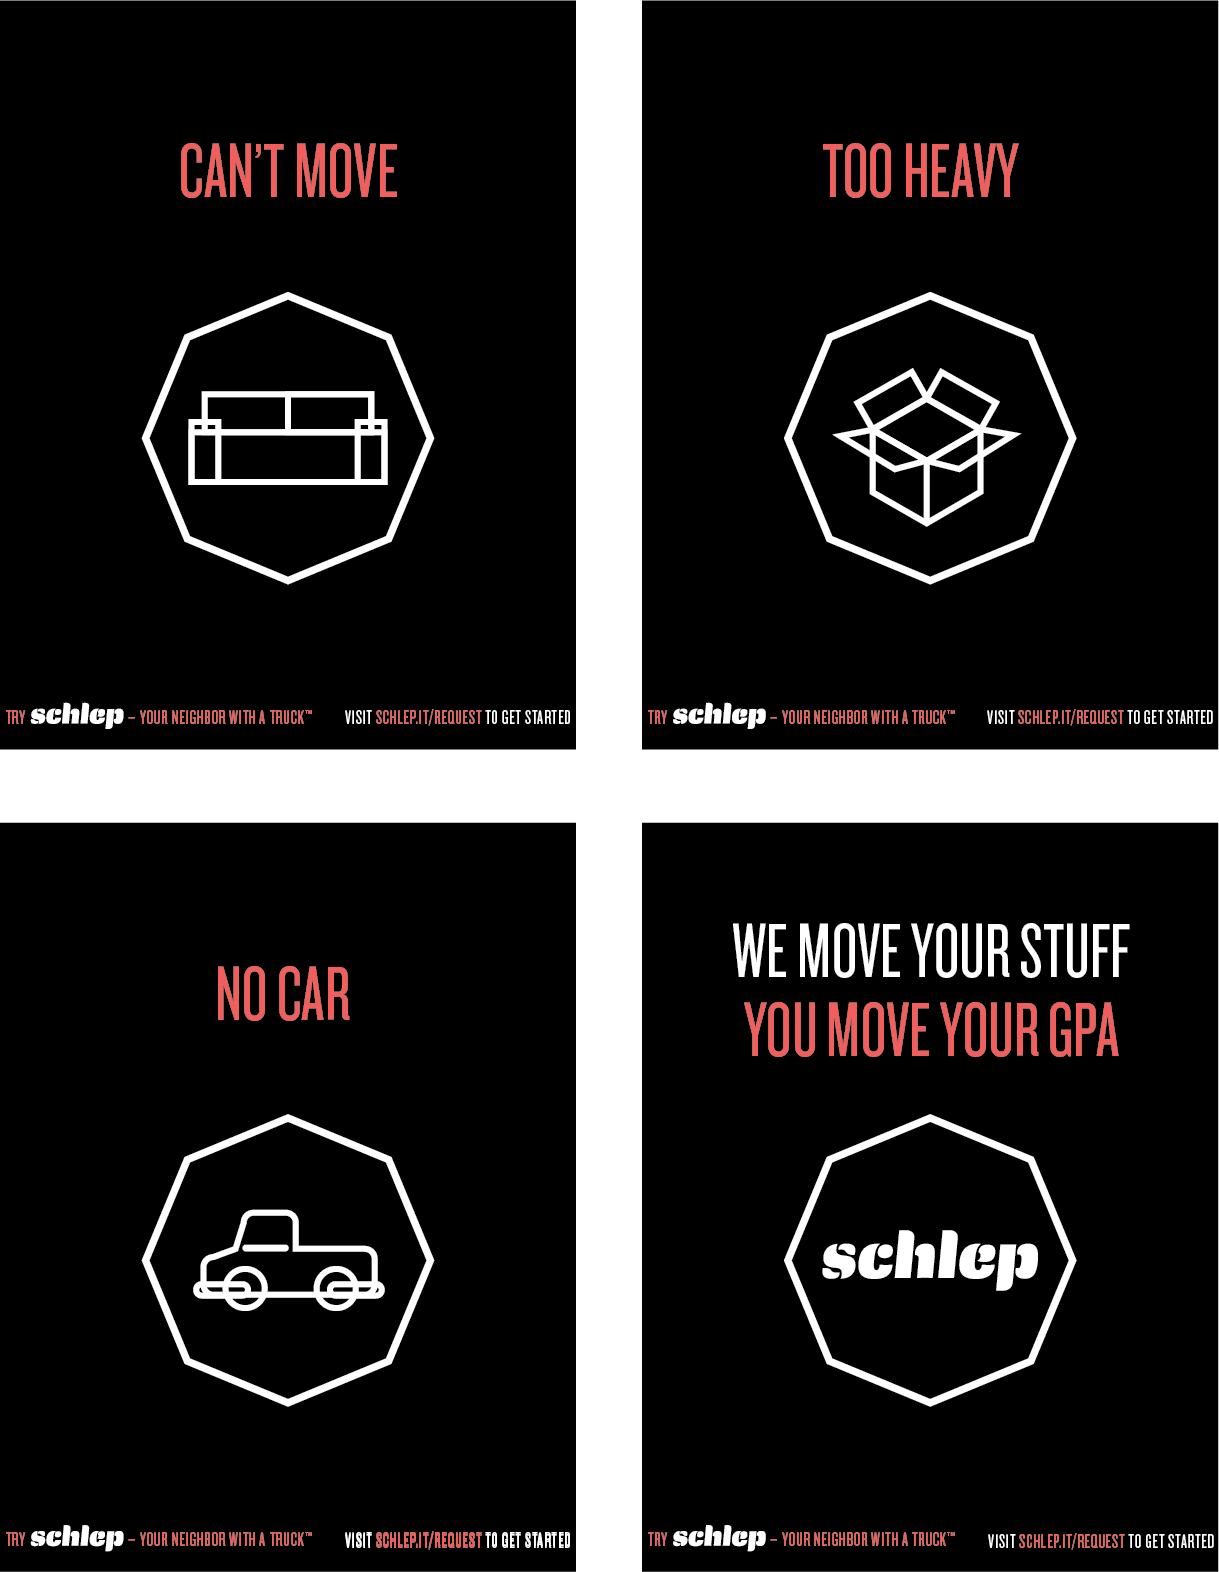 CAN'T MOVE
TRY schlep – YOUR NEIGHBOR WITH A TRUCK™ VISIT SCHLEP.IT/REQUEST TO GET STARTED
TOO HEAVY
TRY schlep – YOUR NEIGHBOR WITH A TRUCK™ VISIT SCHLEP.IT/REQUEST TO GET STARTED
NO CAR
TRY schlep – YOUR NEIGHBOR WITH A TRUCK™ VISIT SCHLEP.IT/REQUEST TO GET STARTED
WE MOVE YOUR STUFF
YOU MOVE YOUR GPA
schlep
TRY schlep – YOUR NEIGHBOR WITH A TRUCK™ VISIT SCHLEP.IT/REQUEST TO GET STARTED